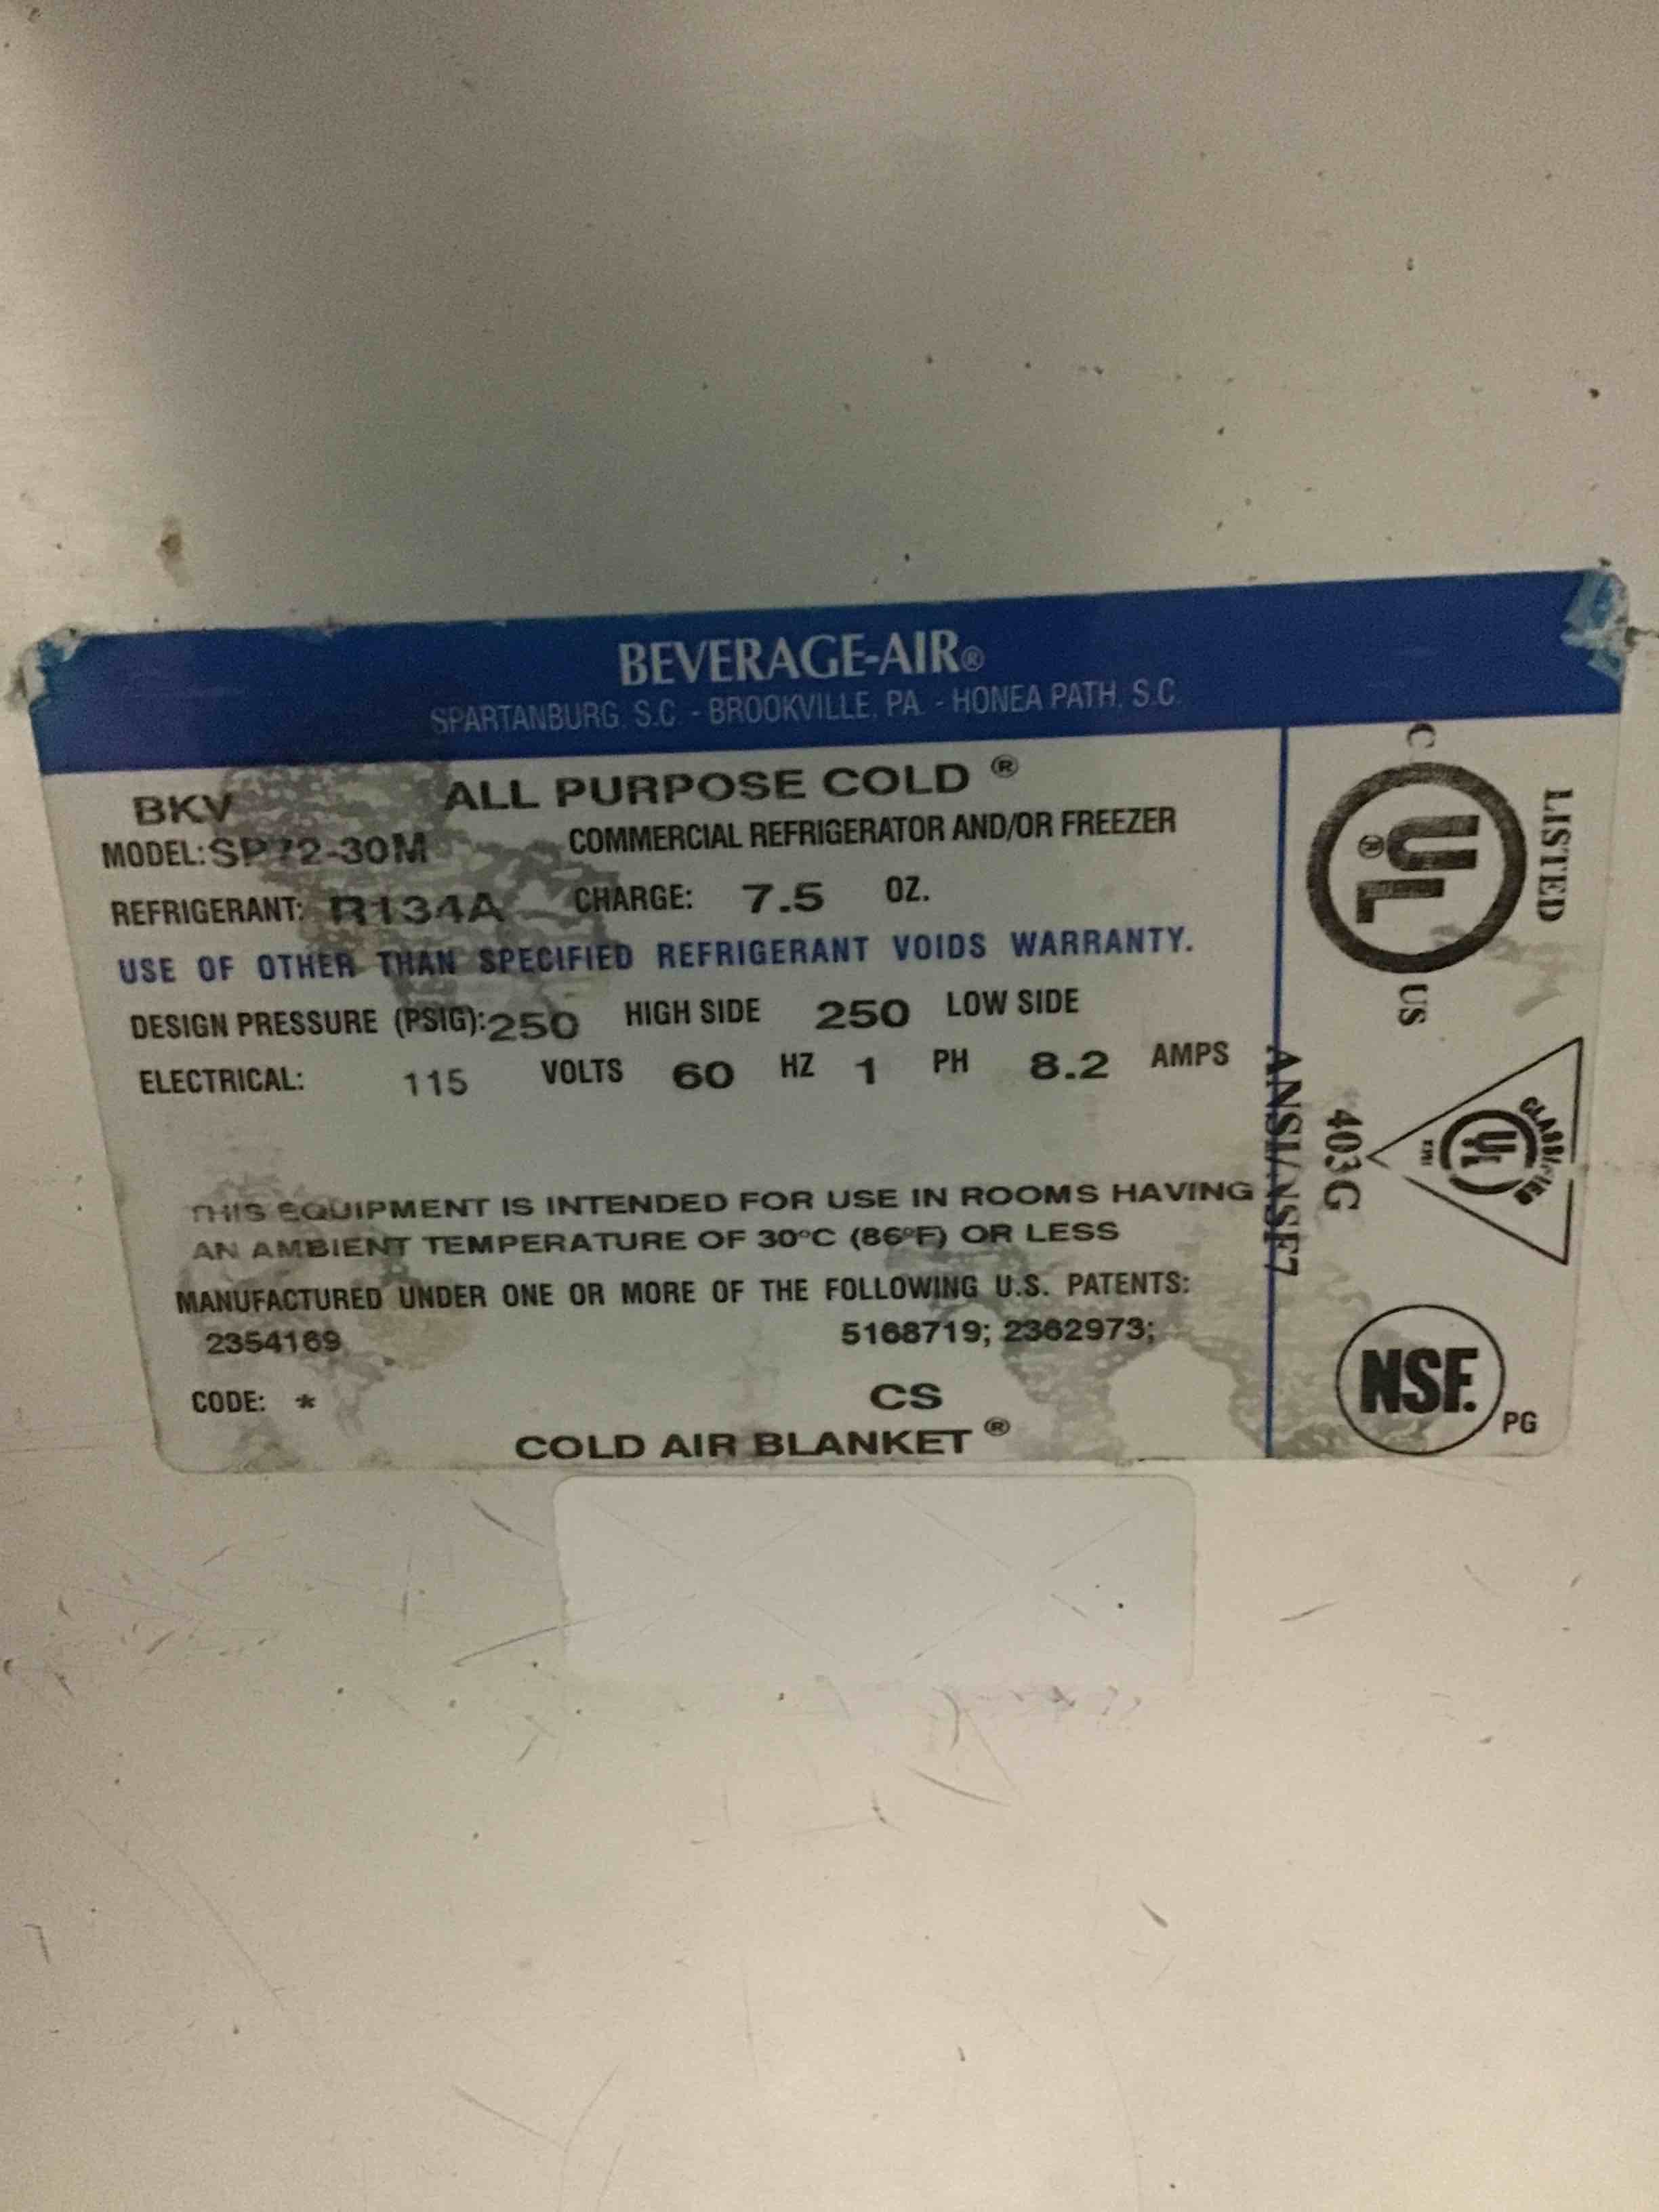 BEVERAGE-AIR®
SPARTANBURG, S.C. - BROOKVILLE, PA. - HONEA PATH, S.C.
ALL PURPOSE COLD ®
BKV
COMMERCIAL REFRIGERATOR AND/OR FREEZER
MODEL: SP72-30M
REFRIGERANT: R134A CHARGE: 7.5 OZ.
USE OF OTHER THAN SPECIFIED REFRIGERANT VOIDS WARRANTY.
DESIGN PRESSURE (PSIG): 250 HIGH SIDE 250 LOW SIDE
ELECTRICAL: 115 VOLTS 60 HZ 1 PH 8.2 AMPS
THIS EQUIPMENT IS INTENDED FOR USE IN ROOMS HAVING
AN AMBIENT TEMPERATURE OF 30°C (86°F) OR LESS
MANUFACTURED UNDER ONE OR MORE OF THE FOLLOWING U.S. PATENTS:
2354169 5168719; 2362973;
CODE: * CS
COLD AIR BLANKET ®
C UL ® US
LISTED
CLASSIFIED
UL
403G
ANSI/NSF7
NSF.
PG